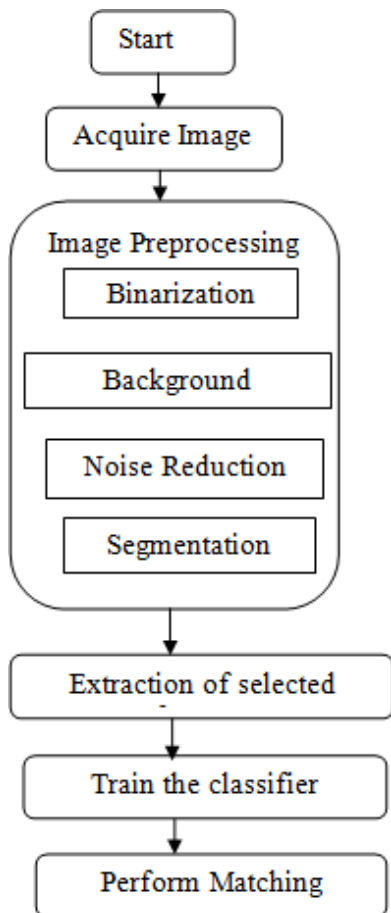 Start
Acquire Image
Image Preprocessing
Binarization
Background
Noise Reduction
Segmentation
Extraction of selected
Train the classifier
Perform Matching